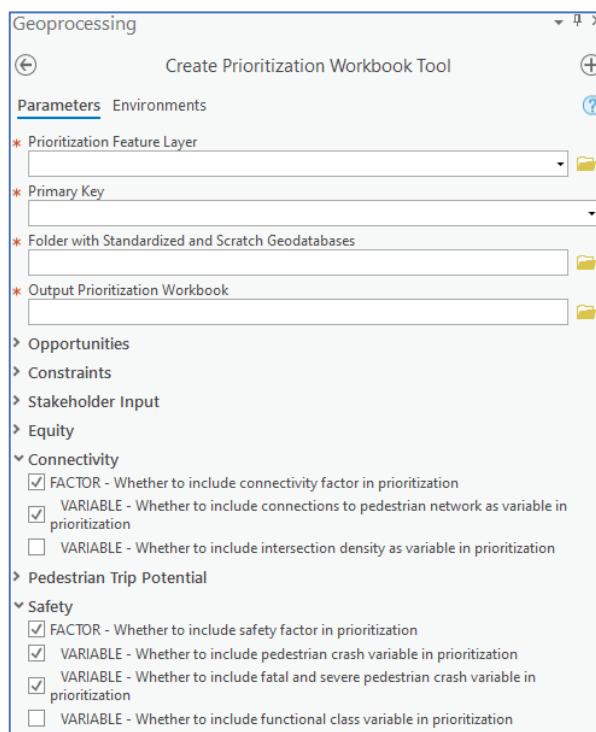 Geoprocessing
Create Prioritization Workbook Tool
Parameters Environments
* Prioritization Feature Layer
* Primary Key
* Folder with Standardized and Scratch Geodatabases
* Output Prioritization Workbook
Opportunities
Constraints
Stakeholder Input
Equity
Connectivity
FACTOR - Whether to include connectivity factor in prioritization
VARIABLE - Whether to include connections to pedestrian network as variable in
prioritization
VARIABLE - Whether to include intersection density as variable in prioritization
Pedestrian Trip Potential
Safety
FACTOR - Whether to include safety factor in prioritization
VARIABLE - Whether to include pedestrian crash variable in prioritization
VARIABLE - Whether to include fatal and severe pedestrian crash variable in
prioritization
VARIABLE - Whether to include functional class variable in prioritization